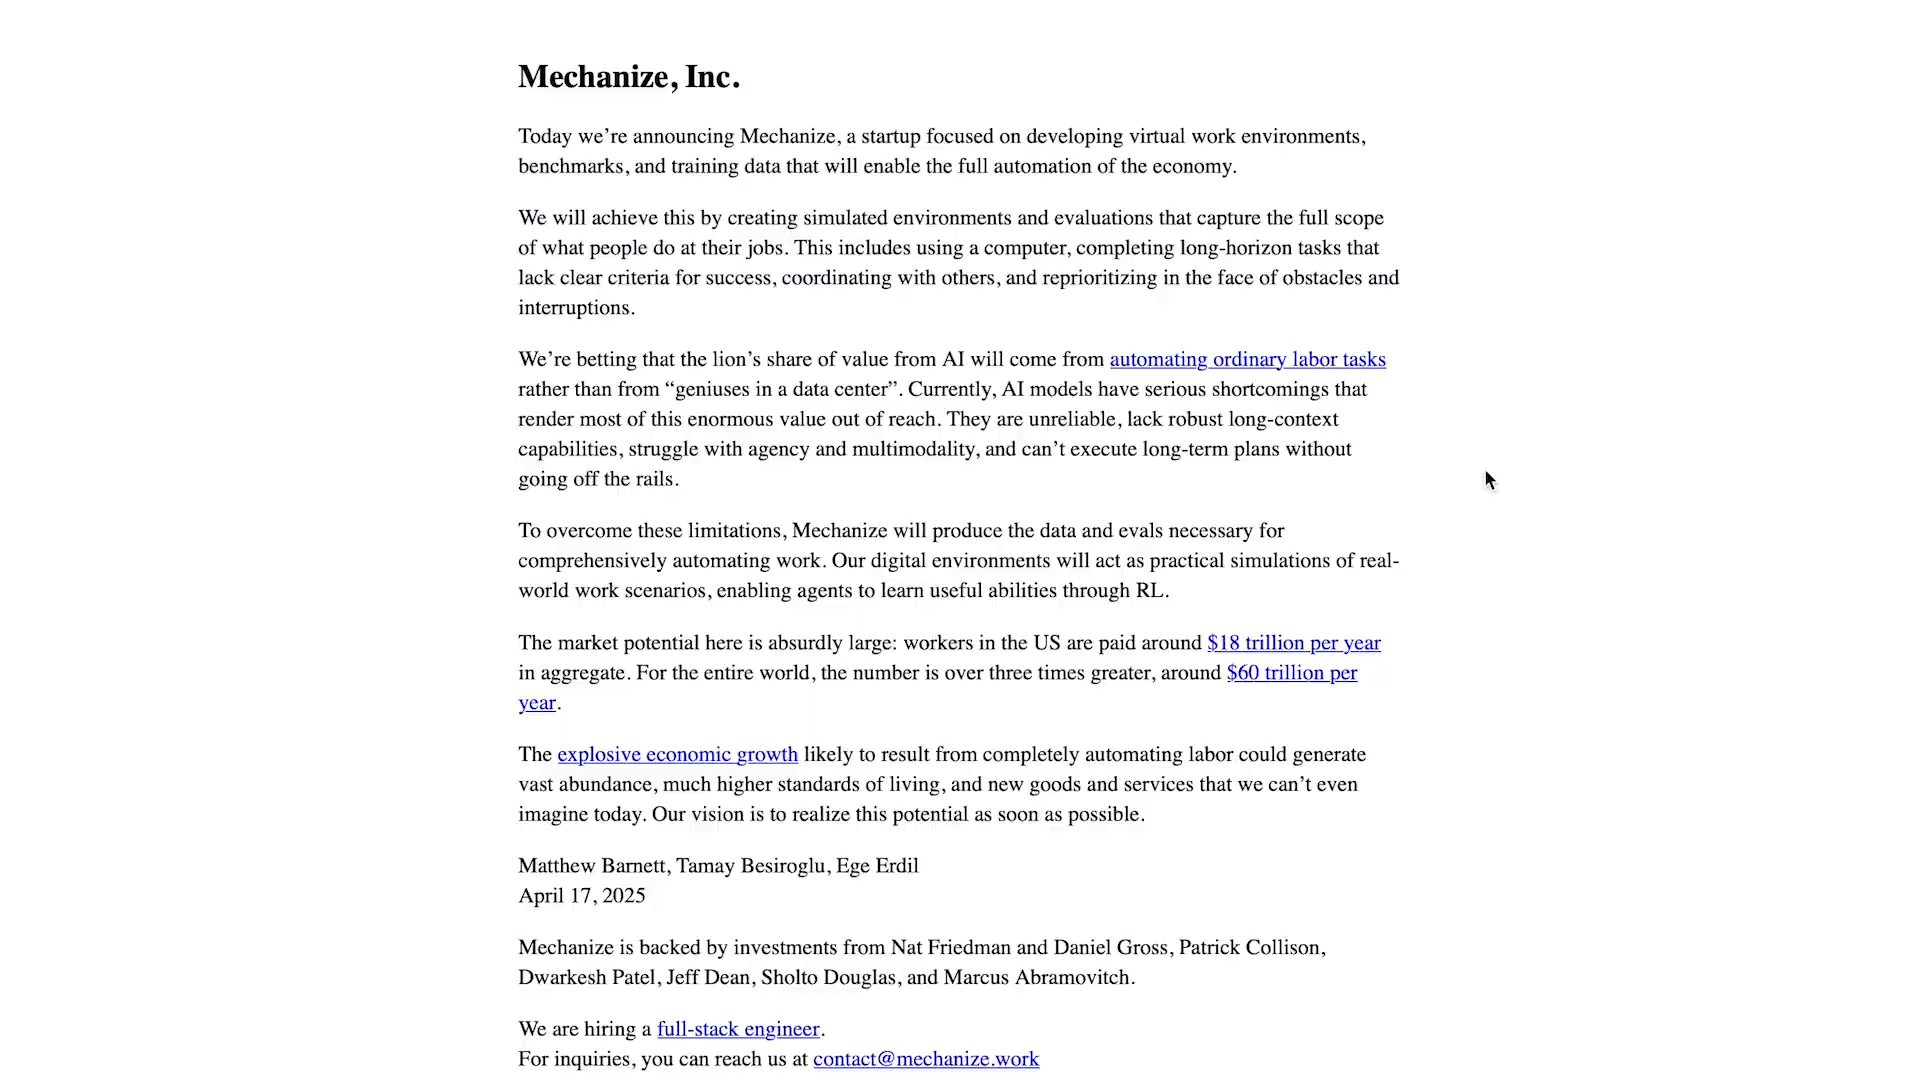 Mechanize, Inc.
Today we’re announcing Mechanize, a startup focused on developing virtual work environments,
benchmarks, and training data that will enable the full automation of the economy.
We will achieve this by creating simulated environments and evaluations that capture the full scope
of what people do at their jobs. This includes using a computer, completing long-horizon tasks that
lack clear criteria for success, coordinating with others, and reprioritizing in the face of obstacles and
interruptions.
We’re betting that the lion’s share of value from AI will come from automating ordinary labor tasks
rather than from “geniuses in a data center”. Currently, AI models have serious shortcomings that
render most of this enormous value out of reach. They are unreliable, lack robust long-context
capabilities, struggle with agency and multimodality, and can’t execute long-term plans without
going off the rails.
To overcome these limitations, Mechanize will produce the data and evals necessary for
comprehensively automating work. Our digital environments will act as practical simulations of real-
world work scenarios, enabling agents to learn useful abilities through RL.
The market potential here is absurdly large: workers in the US are paid around $18 trillion per year
in aggregate. For the entire world, the number is over three times greater, around $60 trillion per
year.
The explosive economic growth likely to result from completely automating labor could generate
vast abundance, much higher standards of living, and new goods and services that we can’t even
imagine today. Our vision is to realize this potential as soon as possible.
Matthew Barnett, Tamay Besiroglu, Ege Erdil
April 17, 2025
Mechanize is backed by investments from Nat Friedman and Daniel Gross, Patrick Collison,
Dwarkesh Patel, Jeff Dean, Sholto Douglas, and Marcus Abramovitch.
We are hiring a full-stack engineer.
For inquiries, you can reach us at contact@mechanize.work